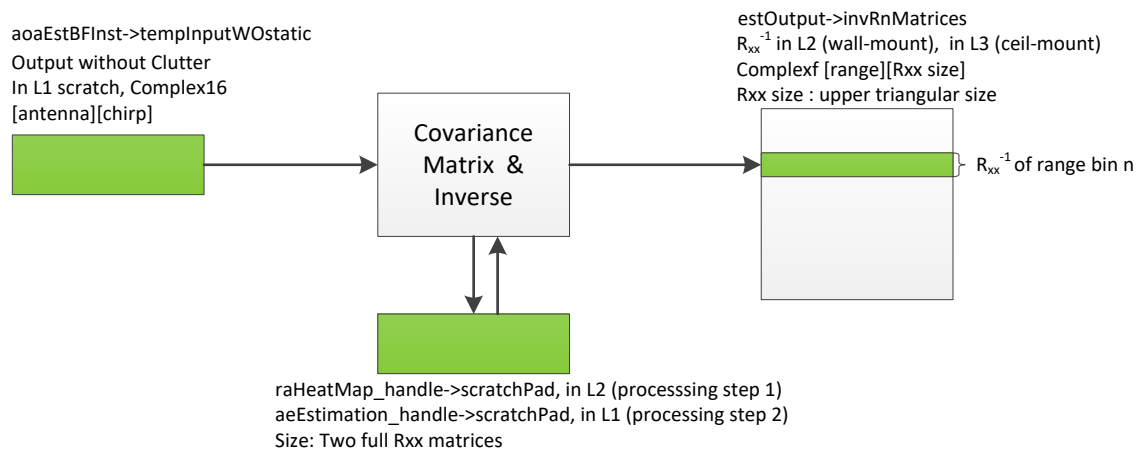 aoaEstBFInst->tempInputWOstatic
Output without Clutter
In L1 scratch, Complex16
[antenna][chirp]
Covariance
Matrix &
Inverse
estOutput->invRnMatrices
Rxx⁻¹ in L2 (wall-mount), in L3 (ceil-mount)
Complexf [range][Rxx size]
Rxx size : upper triangular size
Rxx⁻¹ of range bin n
raHeatMap_handle->scratchPad, in L2 (processsing step 1)
aeEstimation_handle->scratchPad, in L1 (processing step 2)
Size: Two full Rxx matrices